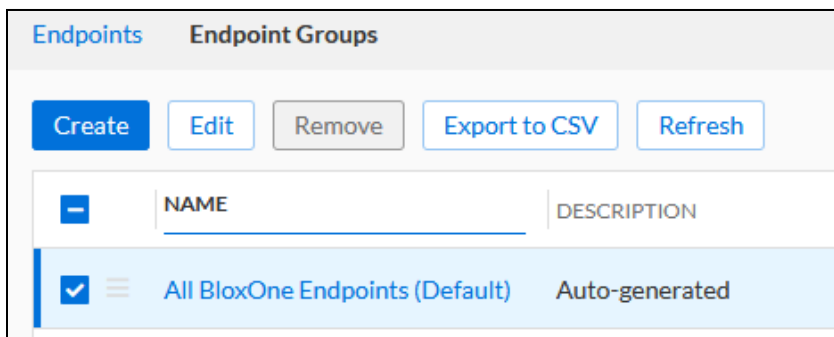 Endpoints Endpoint Groups
Create Edit Remove Export to CSV Refresh
NAME DESCRIPTION
All BloxOne Endpoints (Default) Auto-generated